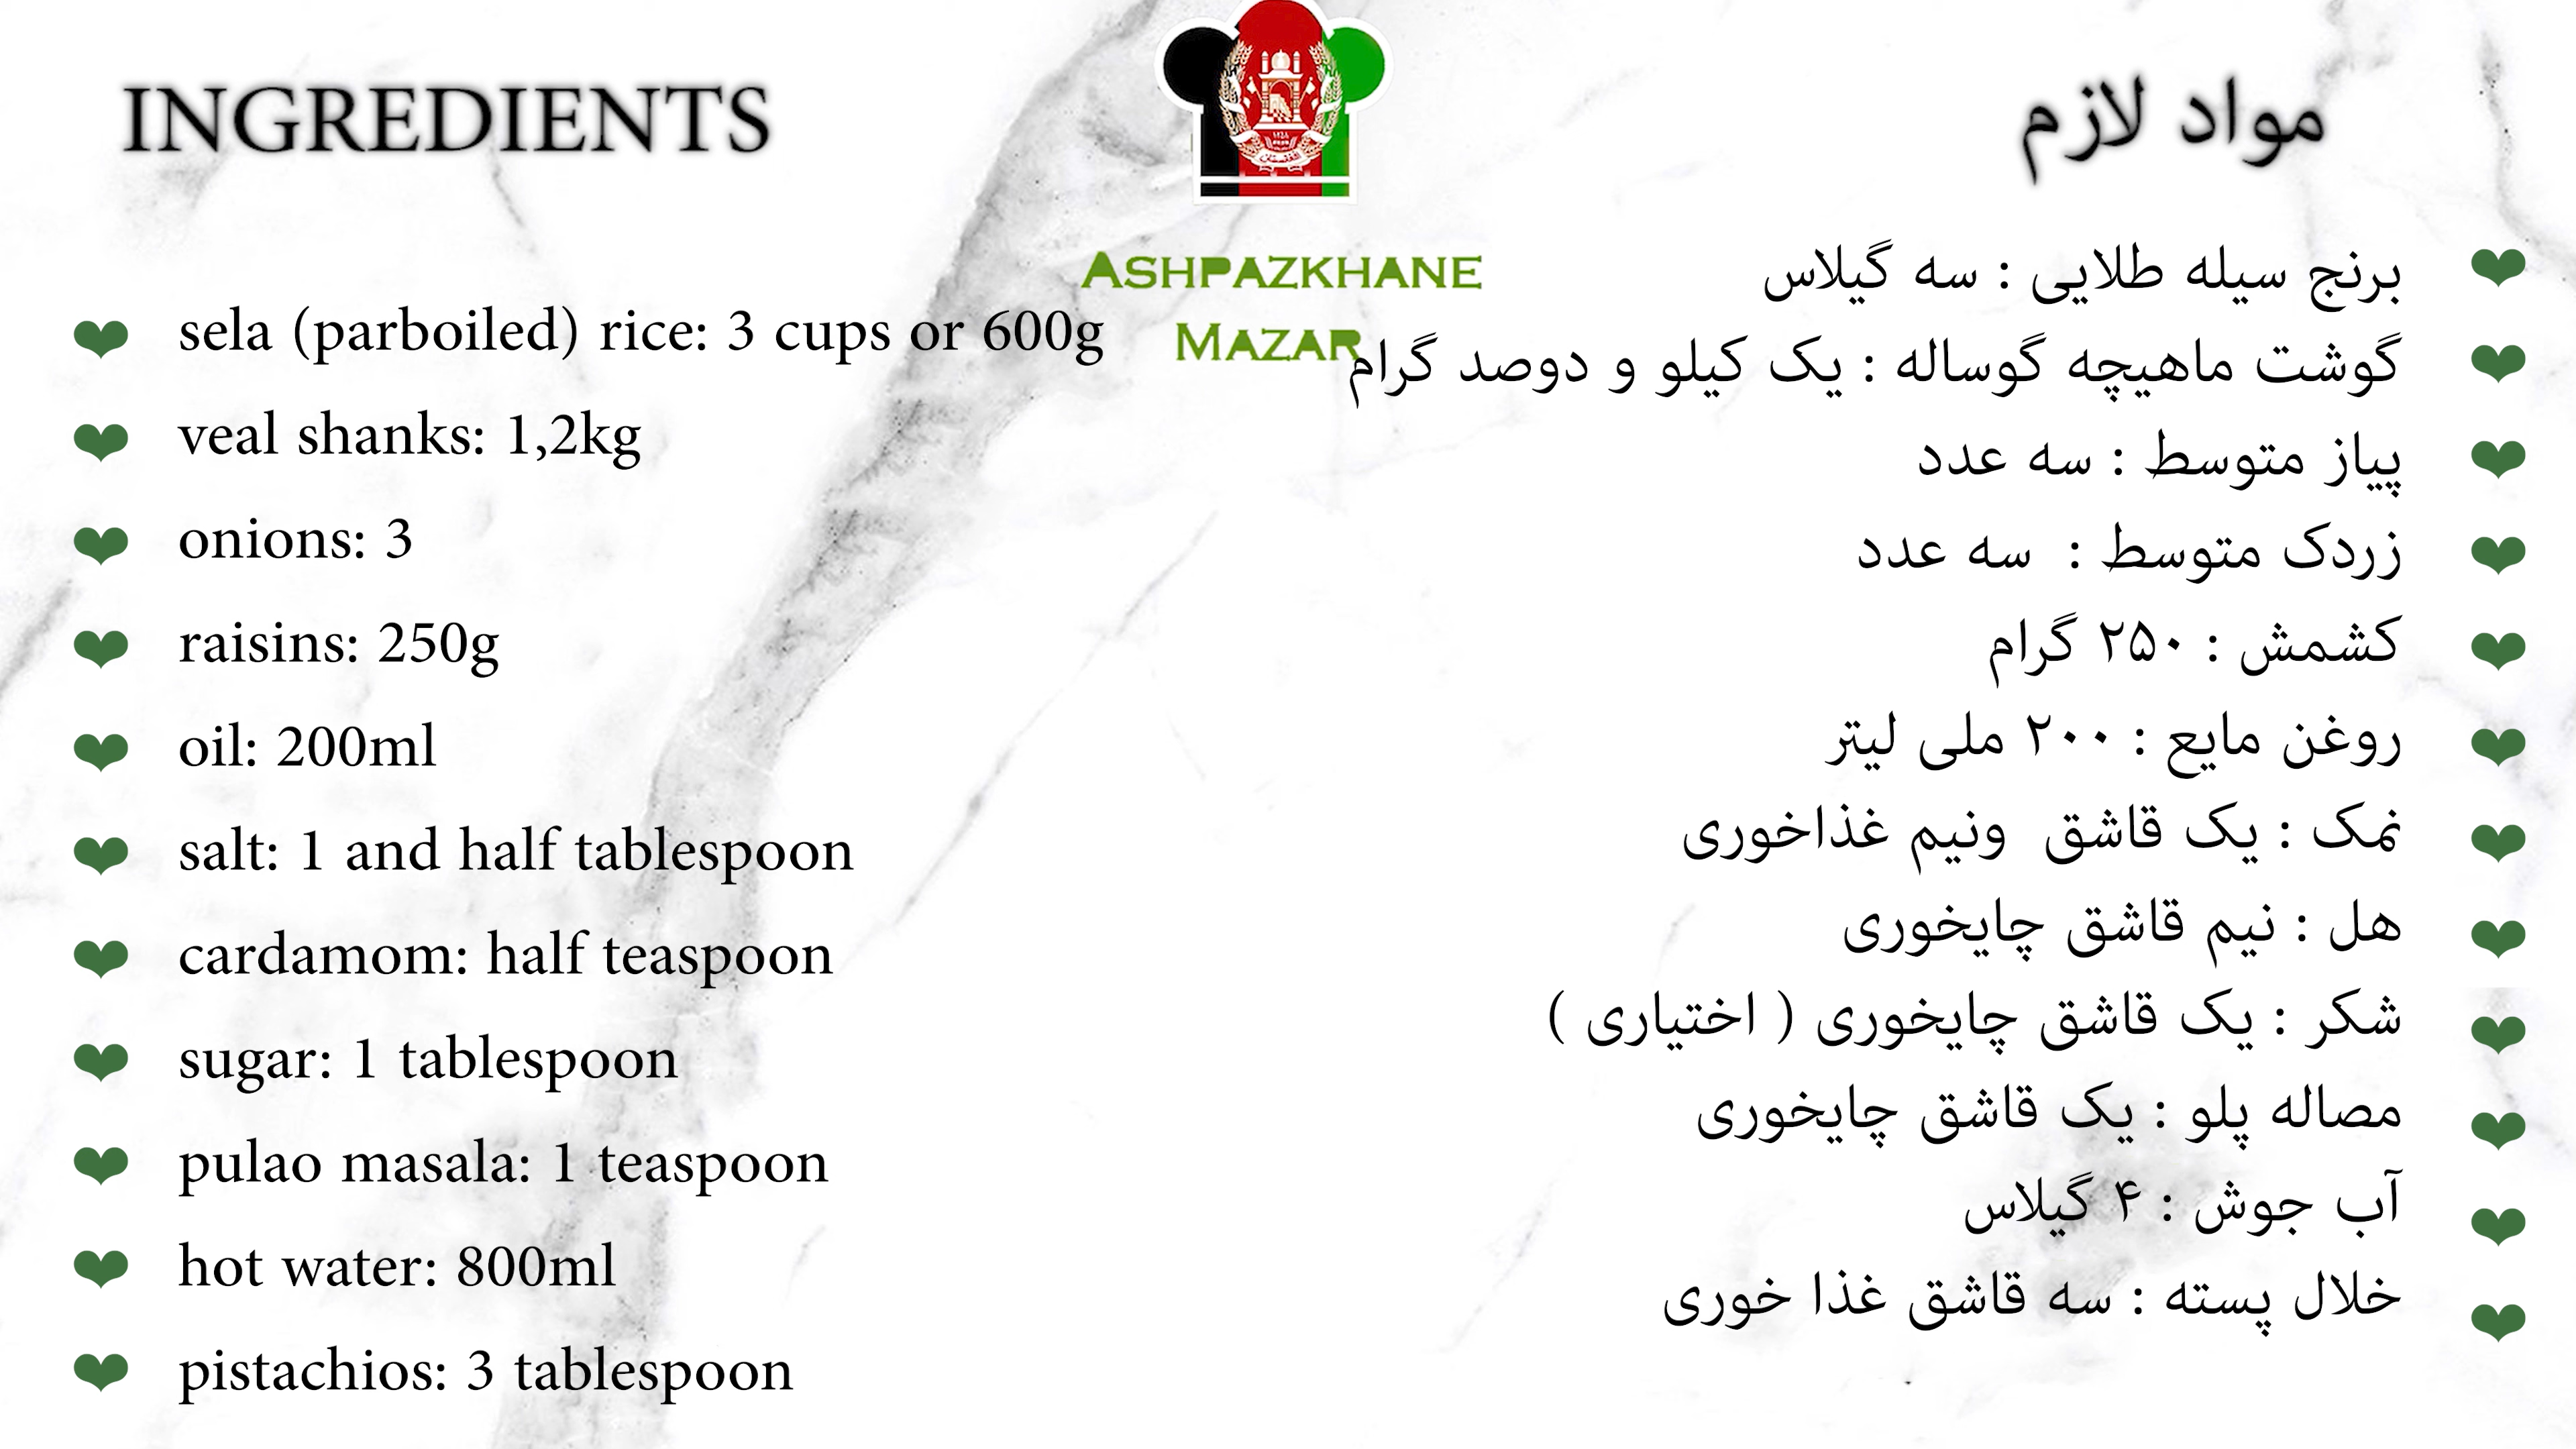 INGREDIENTS
sela (parboiled) rice: 3 cups or 600g
veal shanks: 1,2kg
onions: 3
raisins: 250g
oil: 200ml
salt: 1 and half tablespoon
cardamom: half teaspoon
sugar: 1 tablespoon
pulao masala: 1 teaspoon
hot water: 800ml
pistachios: 3 tablespoon
ASHPAZKHANE
MAZAR
مواد لازم
برنج سیله طلایی : سه گیلاس
گوشت ماهیچه گوساله : یک کیلو و دوصد گرام
پیاز متوسط : سه عدد
زردک متوسط : سه عدد
کشمش : ۲۵۰ گرام
روغن مایع : ۲۰۰ ملی لیتر
نمک : یک قاشق ونیم غذاخوری
هل : نیم قاشق چایخوری
شکر : یک قاشق چایخوری ( اختیاری )
مصاله پلو : یک قاشق چایخوری
آب جوش : ۴ گیلاس
خلال پسته : سه قاشق غذا خوری